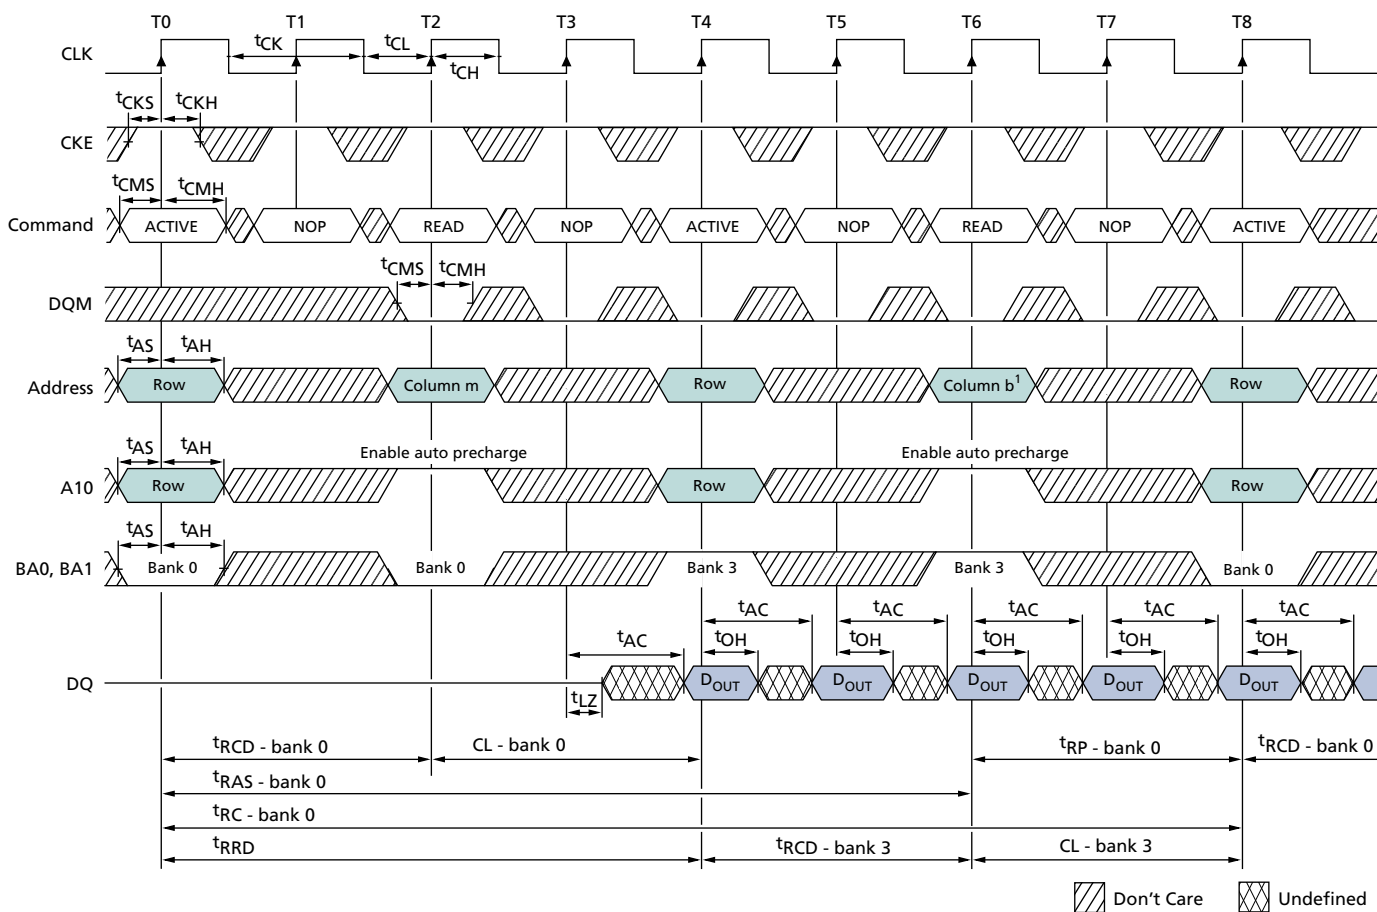 T0 T1 T2 T3 T4 T5 T6 T7 T8
CLK tCK tCL tCH
tCKS tCKH
CKE
tCMS tCMH
Command ACTIVE NOP READ NOP ACTIVE NOP READ NOP ACTIVE
tCMS tCMH
DQM
tAS tAH
Address Row Column m Row Column b1 Row
tAS tAH Enable auto precharge Enable auto precharge
A10 Row Row Row
tAS tAH
BA0, BA1 Bank 0 Bank 0 Bank 3 Bank 3 Bank 0
tAC tAC tAC tAC tAC
tAC tOH tOH tOH tOH tOH
DQ DOUT DOUT DOUT DOUT DOUT
tLZ
tRCD - bank 0 CL - bank 0 tRP - bank 0 tRCD - bank 0
tRAS - bank 0
tRC - bank 0
tRRD tRCD - bank 3 CL - bank 3
Don't Care Undefined